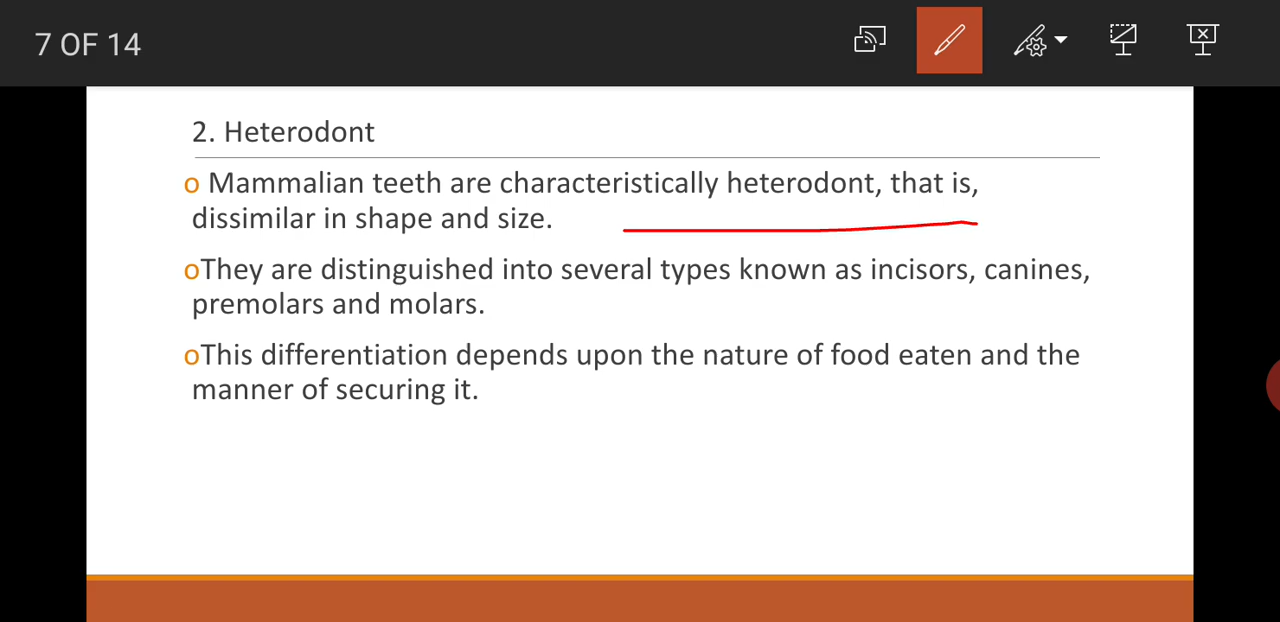 7 OF 14
2. Heterodont
o Mammalian teeth are characteristically heterodont, that is,
dissimilar in shape and size.
oThey are distinguished into several types known as incisors, canines,
premolars and molars.
oThis differentiation depends upon the nature of food eaten and the
manner of securing it.